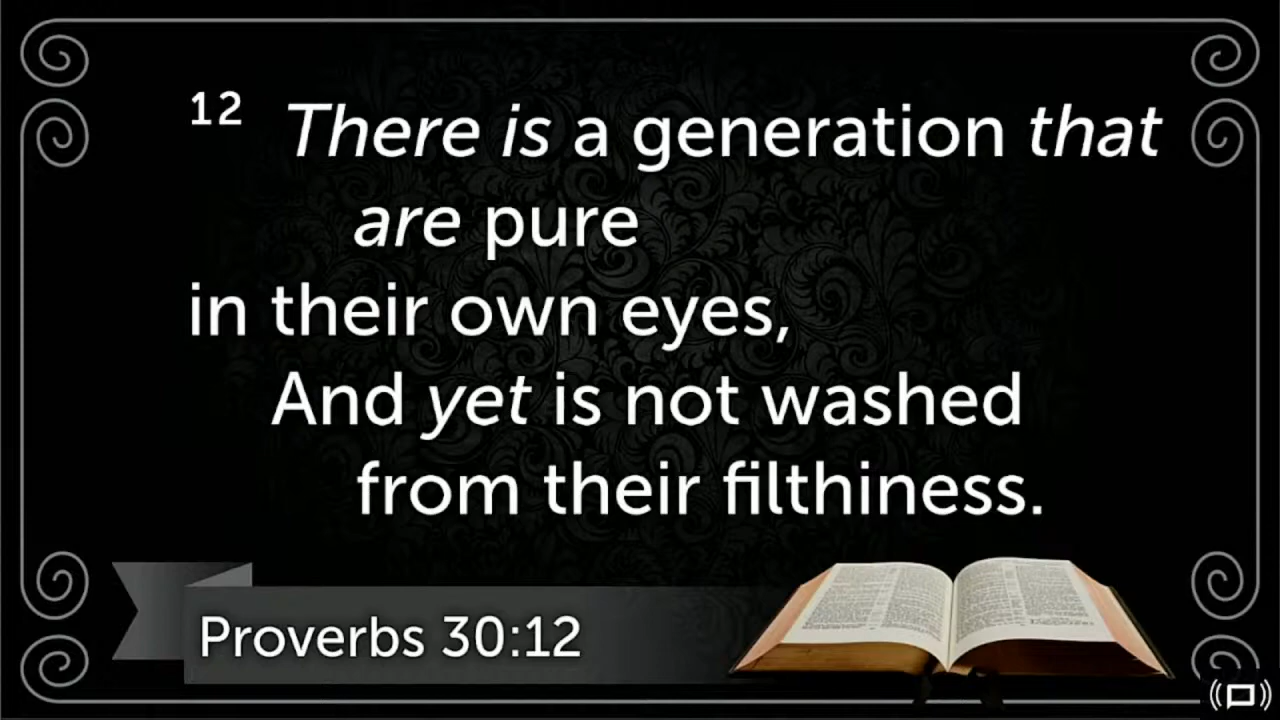 12 There is a generation that
are pure
in their own eyes,
And yet is not washed
from their filthiness.
Proverbs 30:12